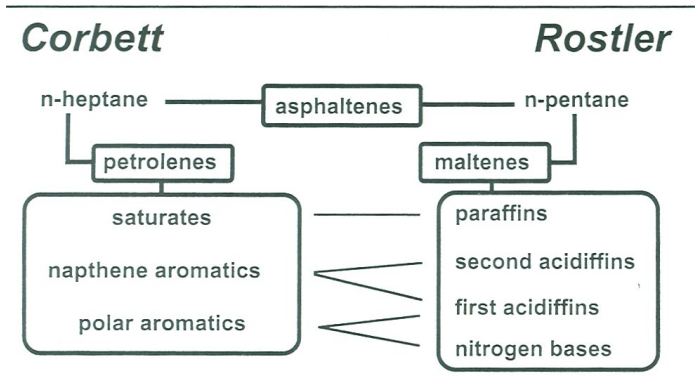 Corbett Rostler
n-heptane asphaltenes n-pentane
petrolenes maltenes
saturates paraffins
napthene aromatics second acidiffins
first acidiffins
polar aromatics
nitrogen bases